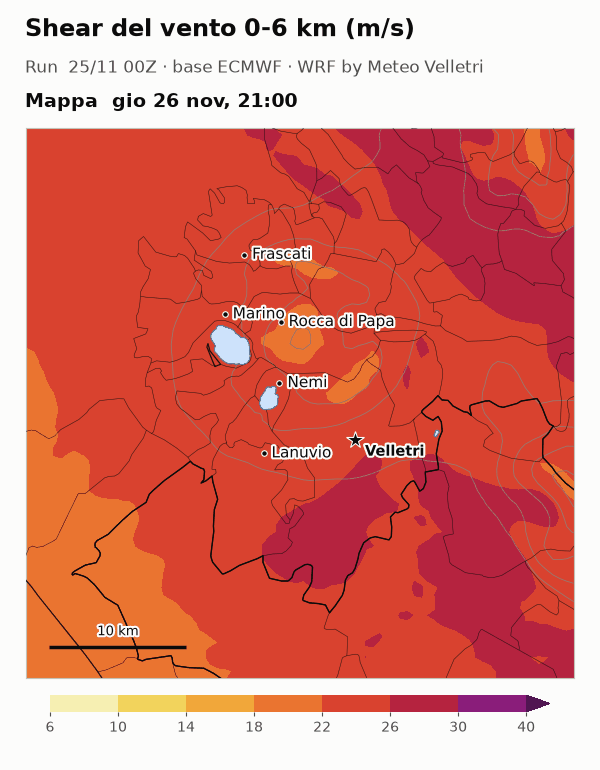 Shear del vento 0-6 km (m/s)
Run  25/11 00Z · base ECMWF · WRF by Meteo Velletri
Mappa  gio 26 nov, 21:00
Frascati
Marino
Rocca di Papa
Nemi
Velletri
Lanuvio
10 km
6 10 14 18 22 26 30 40